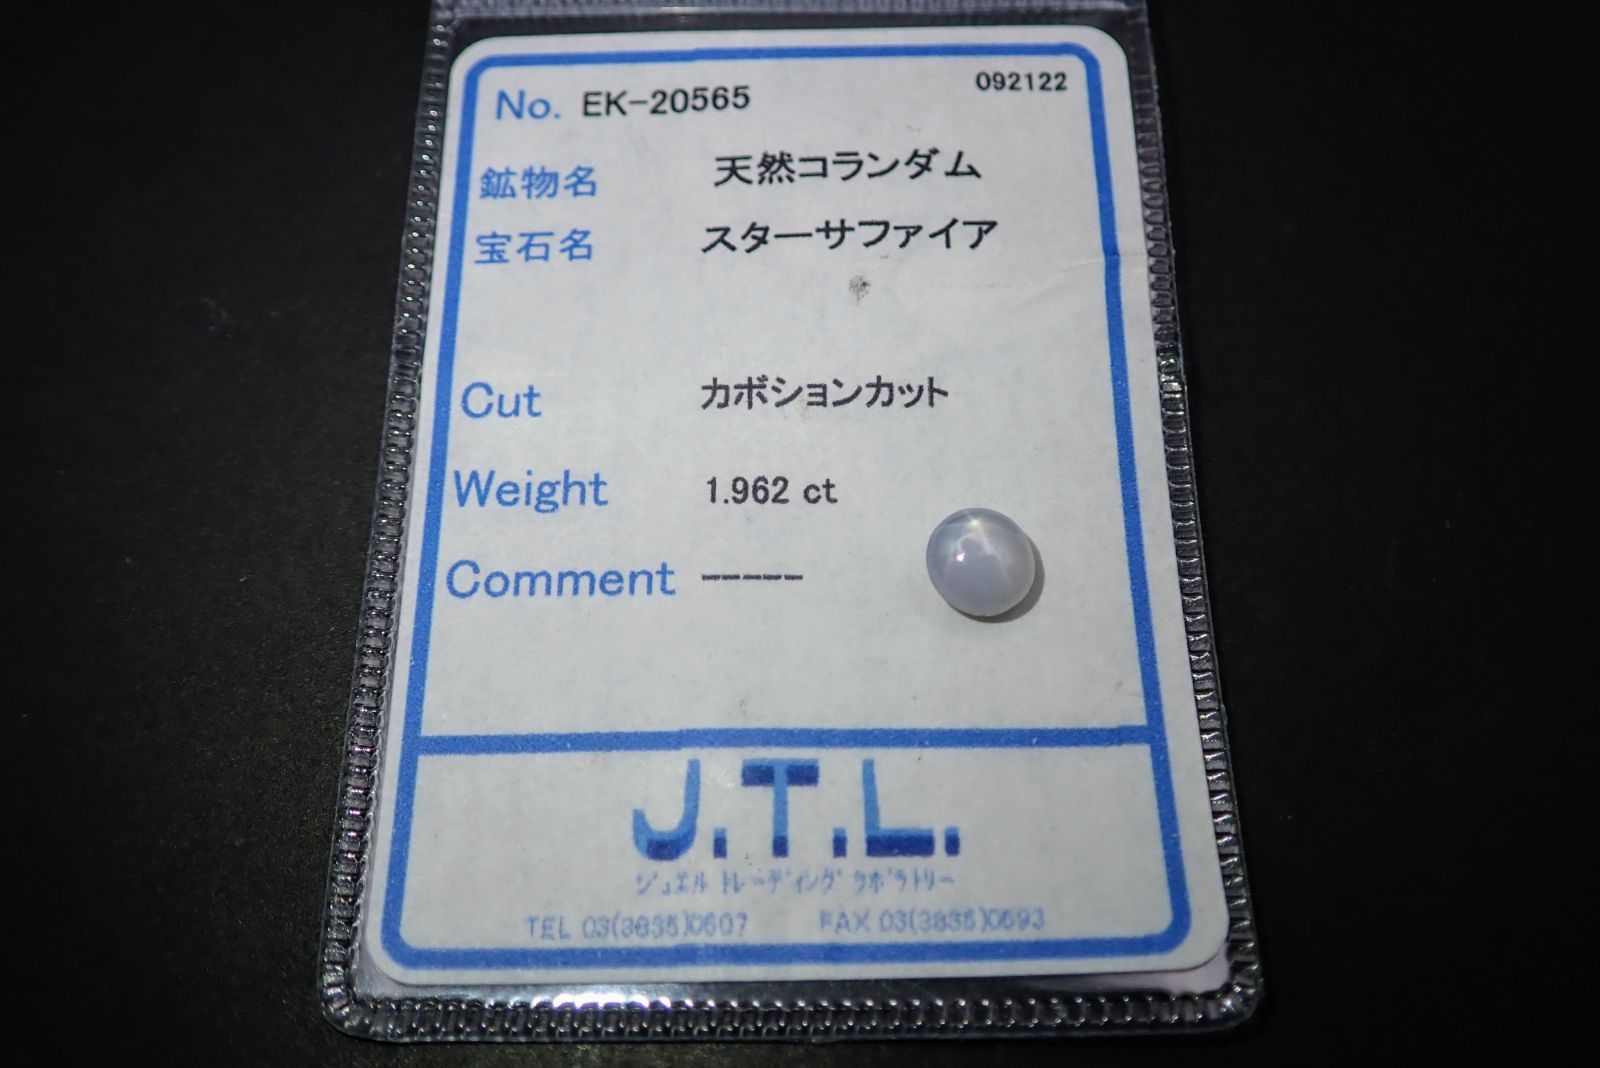 No. EK-20565 092122
鉱物名 天然コランダム
宝石名 スターサファイア
Cut カボションカット
Weight 1.962 ct
Comment
J.T.L.
ジュエル トレーディング ラボラトリー
TEL 03(3835)0607 FAX 03(3835)0693